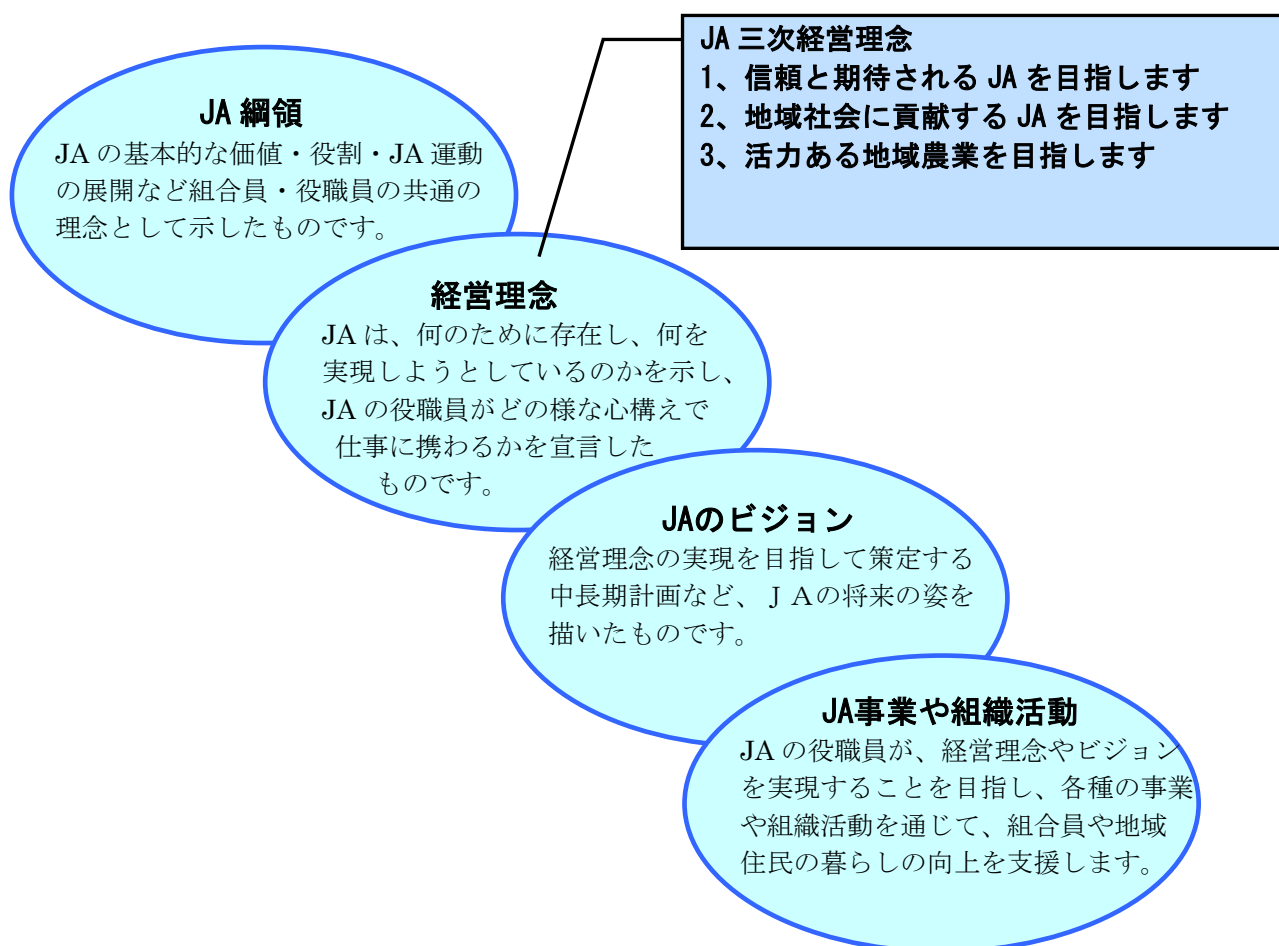 JA 三次経営理念
1、信頼と期待される JA を目指します
2、地域社会に貢献する JA を目指します
3、活力ある地域農業を目指します
JA 綱領
JA の基本的な価値・役割・JA 運動
の展開など組合員・役職員の共通の
理念として示したものです。
経営理念
JA は、何のために存在し、何を
実現しようとしているのかを示し、
JA の役職員がどの様な心構えで
仕事に携わるかを宣言した
ものです。
JAのビジョン
経営理念の実現を目指して策定する
中長期計画など、ＪＡの将来の姿を
描いたものです。
JA事業や組織活動
JA の役職員が、経営理念やビジョン
を実現することを目指し、各種の事業
や組織活動を通じて、組合員や地域
住民の暮らしの向上を支援します。